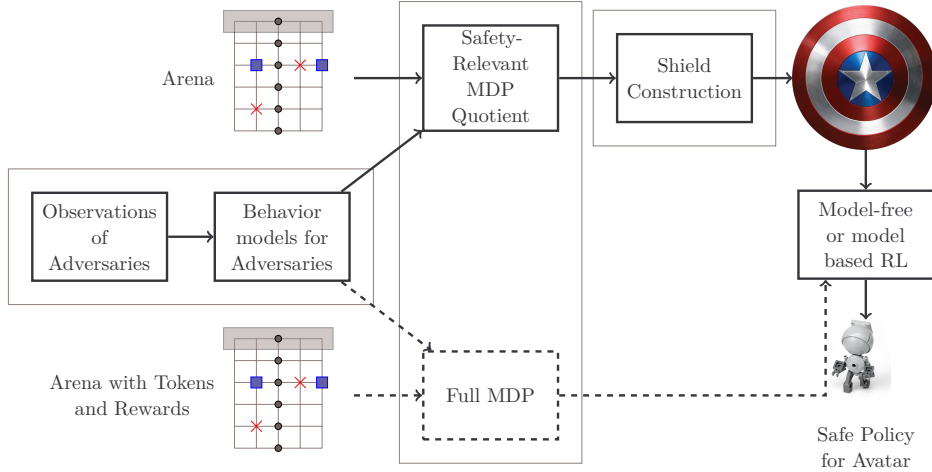 Arena
Safety-
Relevant
MDP
Quotient
Shield
Construction
Observations
of
Adversaries
Behavior
models for
Adversaries
Model-free
or model
based RL
Arena with Tokens
and Rewards
Full MDP
Safe Policy
for Avatar